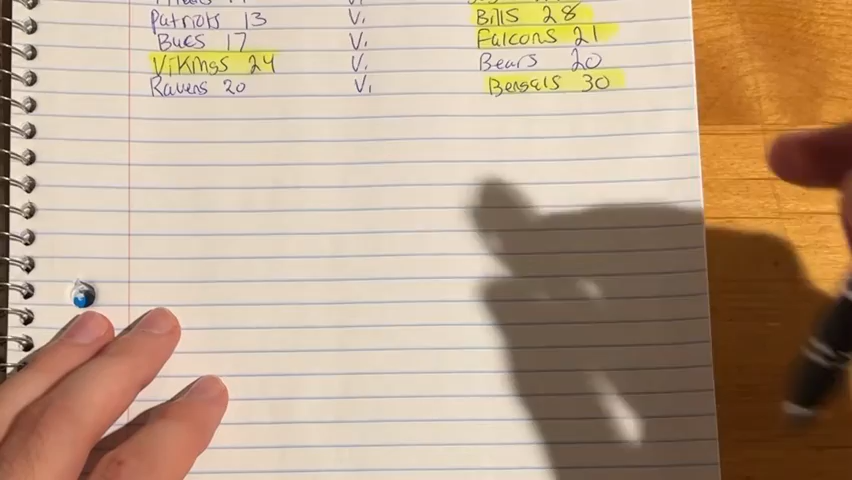 Patriots 13 V. Bills 28
Bucs 17 V. Falcons 21
Vikings 24 V. Bears 20
Ravens 20 V. Bengals 30